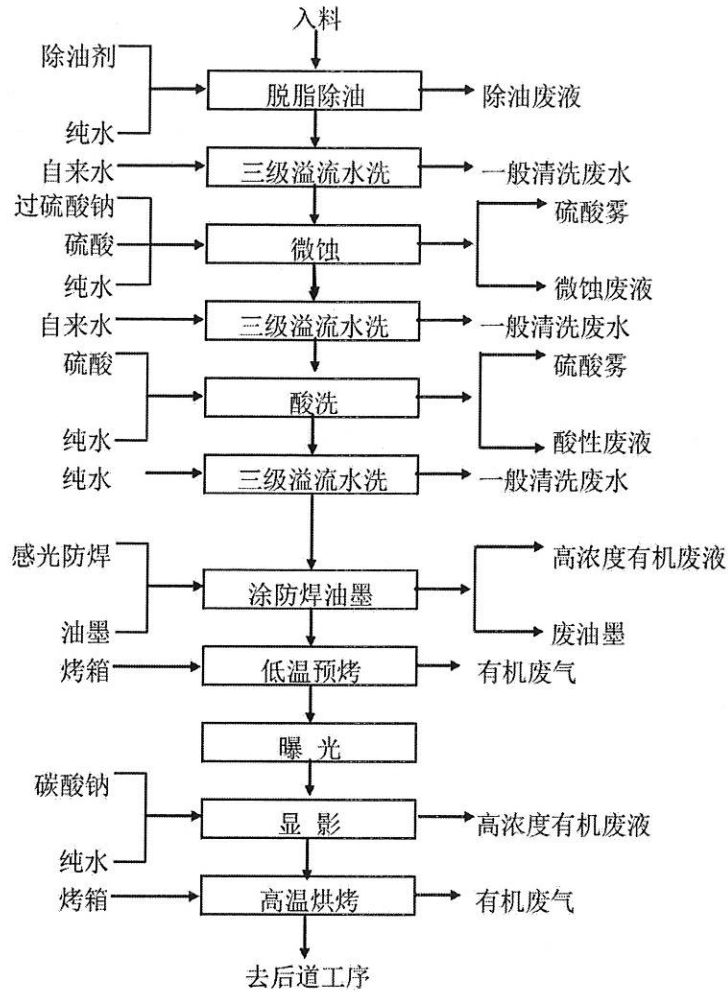 入料
除油剂
脱脂除油
除油废液
纯水
自来水
三级溢流水洗
一般清洗废水
过硫酸钠
硫酸雾
硫酸
微蚀
纯水
微蚀废液
自来水
三级溢流水洗
一般清洗废水
硫酸
硫酸雾
酸洗
纯水
酸性废液
纯水
三级溢流水洗
一般清洗废水
感光防焊
高浓度有机废液
涂防焊油墨
油墨
废油墨
烤箱
低温预烤
有机废气
曝 光
碳酸钠
显 影
高浓度有机废液
纯水
烤箱
高温烘烤
有机废气
去后道工序